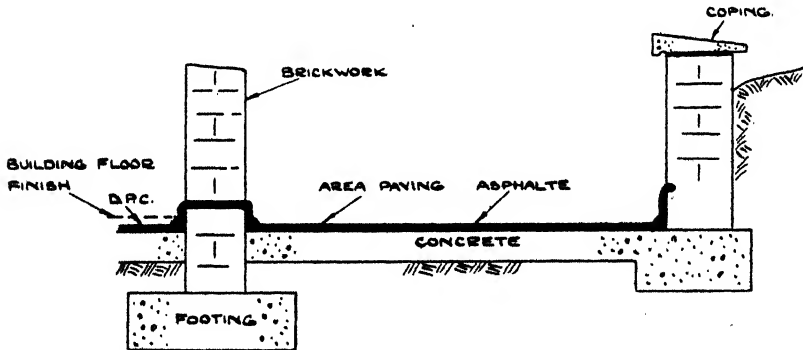 COPING.
BRICKWORK
BUILDING FLOOR
FINISH
D.P.C.
AREA PAVING
ASPHALTE
CONCRETE
FOOTING